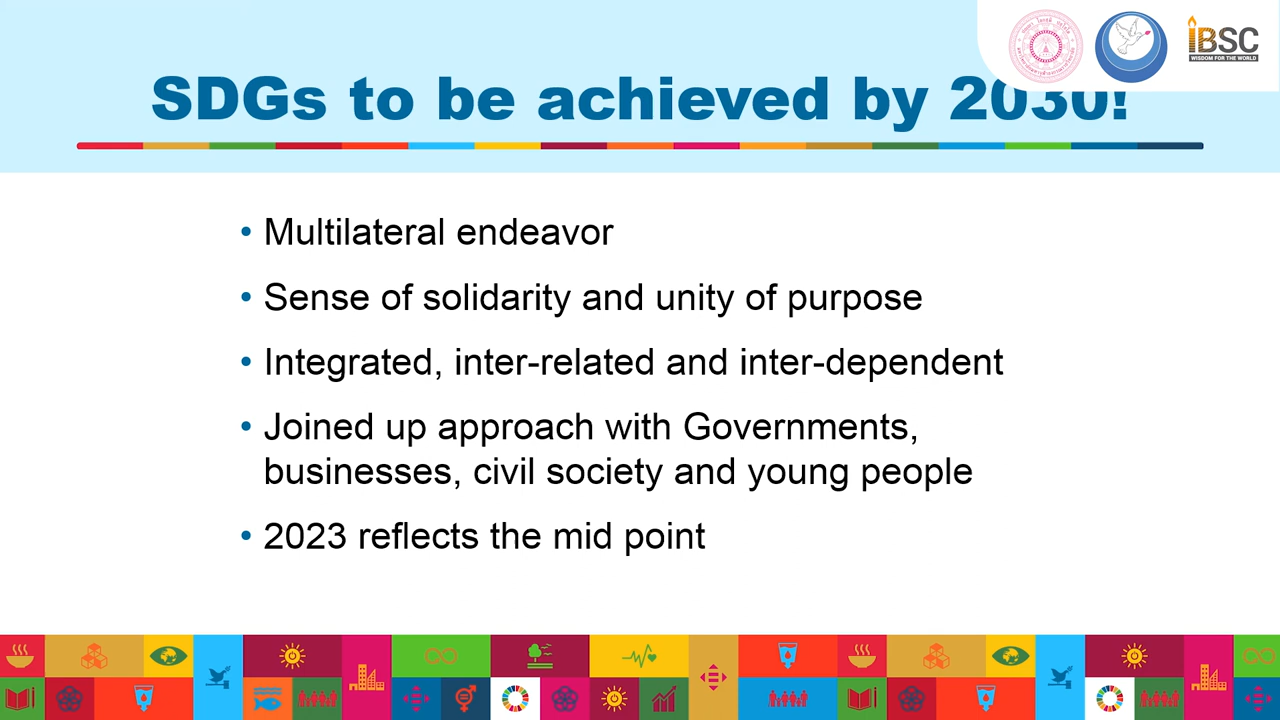 iBSC
WISDOM FOR THE WORLD
SDGs to be achieved by 2030!
• Multilateral endeavor
• Sense of solidarity and unity of purpose
• Integrated, inter-related and inter-dependent
• Joined up approach with Governments,
businesses, civil society and young people
• 2023 reflects the mid point